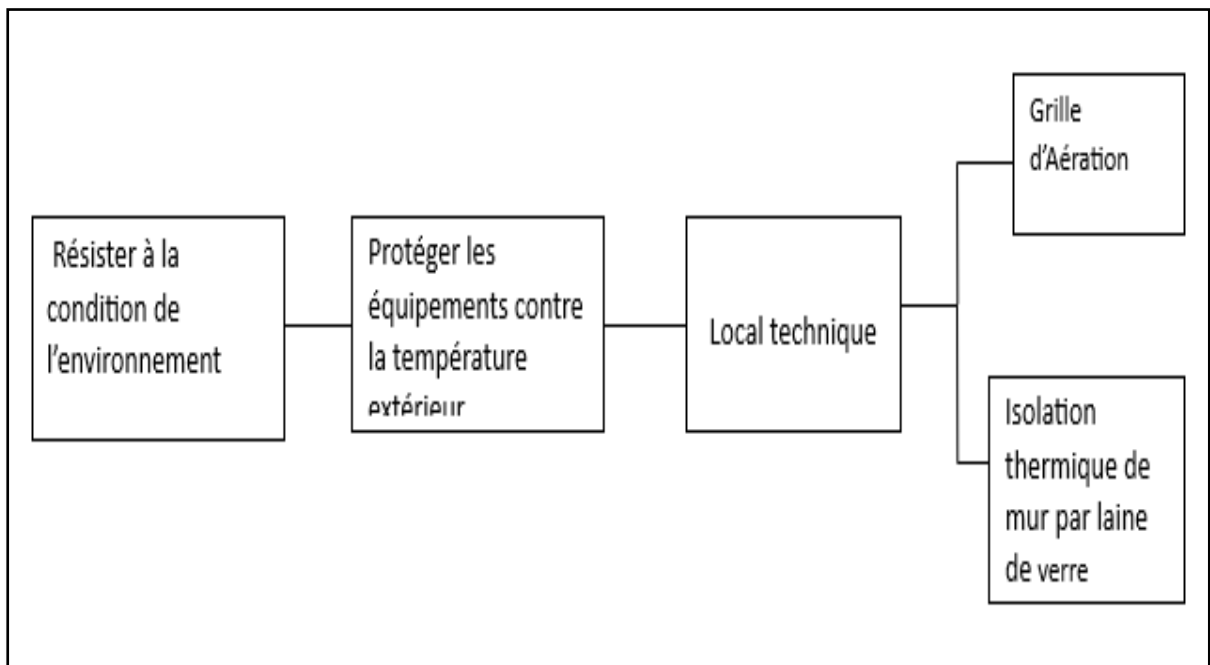 Résister à la
condition de
l'environnement
Protéger les
équipements contre
la température
extérieur
Local technique
Grille
d'Aération
Isolation
thermique de
mur par laine
de verre